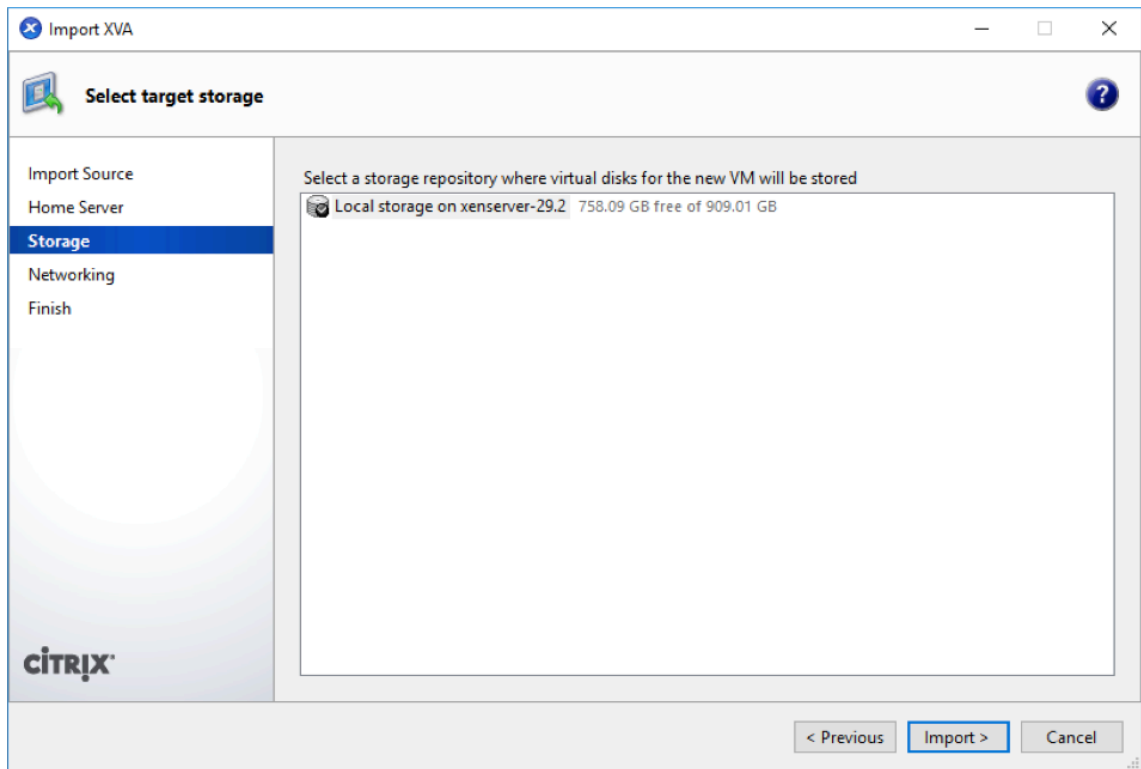 Import XVA
Select target storage
?
Import Source
Home Server
Storage
Networking
Finish
CITRIX
Select a storage repository where virtual disks for the new VM will be stored
Local storage on xenserver-29.2 758.09 GB free of 909.01 GB
< Previous Import > Cancel